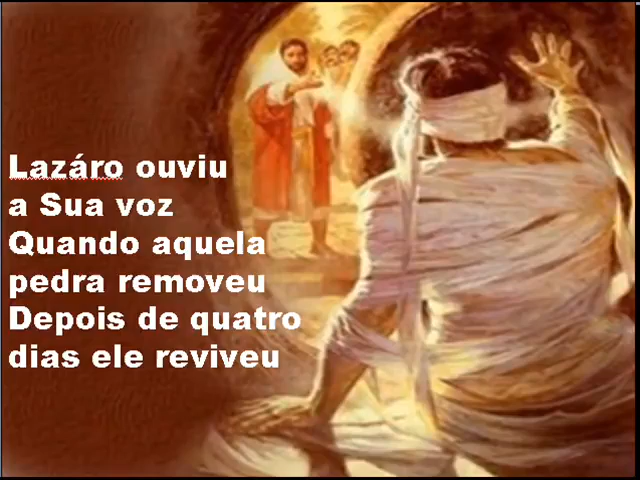 Lazáro ouviu
a Sua voz
Quando aquela
pedra removeu
Depois de quatro
dias ele reviveu